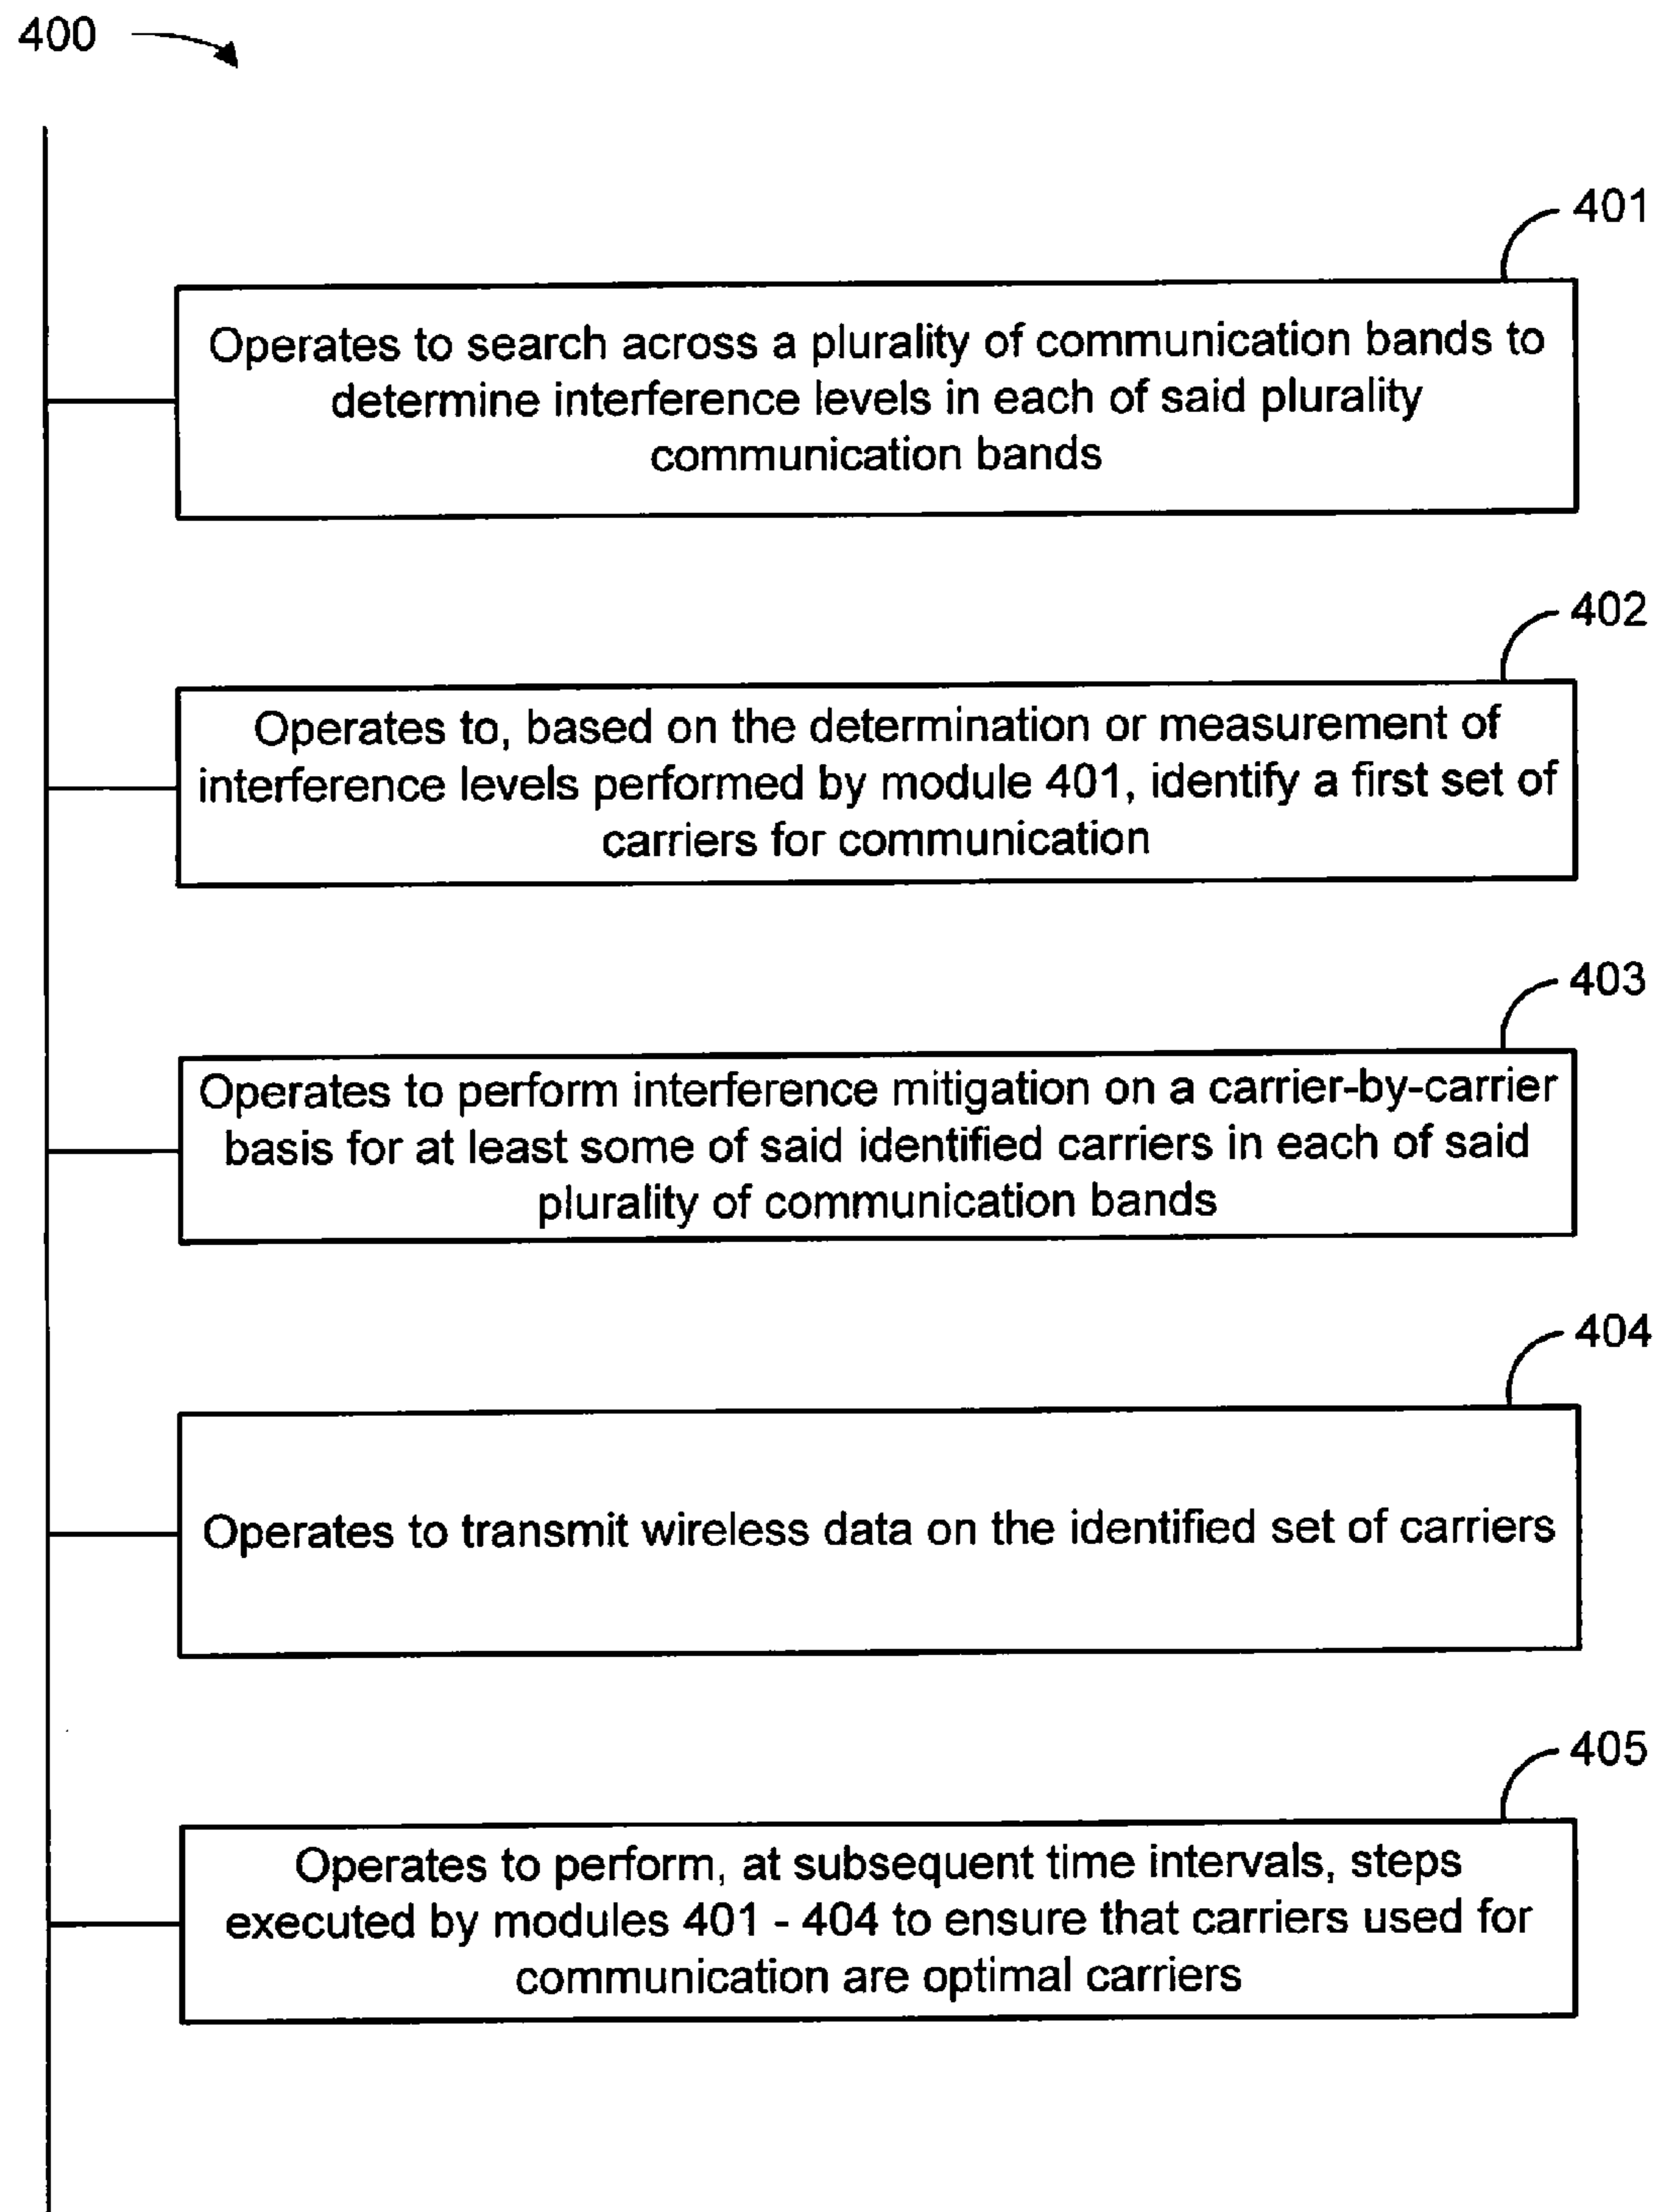 400
401
Operates to search across a plurality of communication bands to
determine interference levels in each of said plurality
communication bands
402
Operates to, based on the determination or measurement of
interference levels performed by module 401, identify a first set of
carriers for communication
403
Operates to perform interference mitigation on a carrier-by-carrier
basis for at least some of said identified carriers in each of said
plurality of communication bands
404
Operates to transmit wireless data on the identified set of carriers
405
Operates to perform, at subsequent time intervals, steps
executed by modules 401 - 404 to ensure that carriers used for
communication are optimal carriers